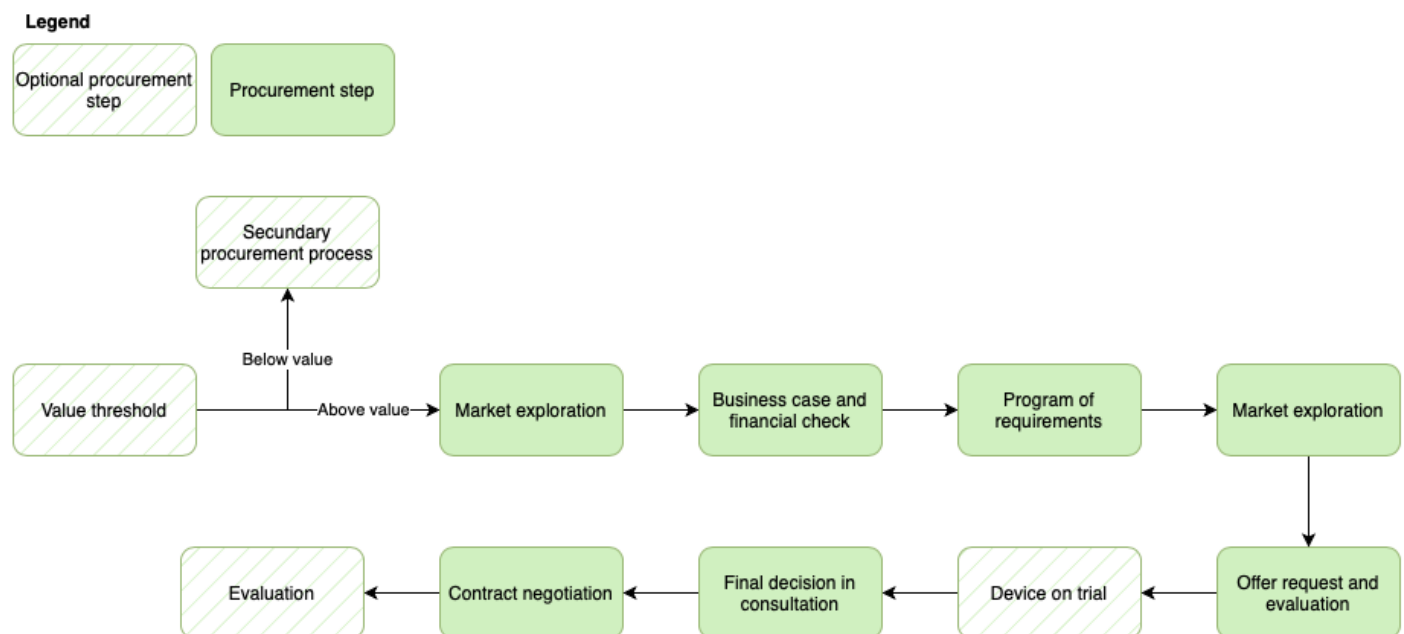 Legend
Optional procurement
step
Procurement step
Secundary
procurement process
Below value
Value threshold
Above value
Market exploration
Business case and
financial check
Program of
requirements
Market exploration
Evaluation
Contract negotiation
Final decision in
consultation
Device on trial
Offer request and
evaluation